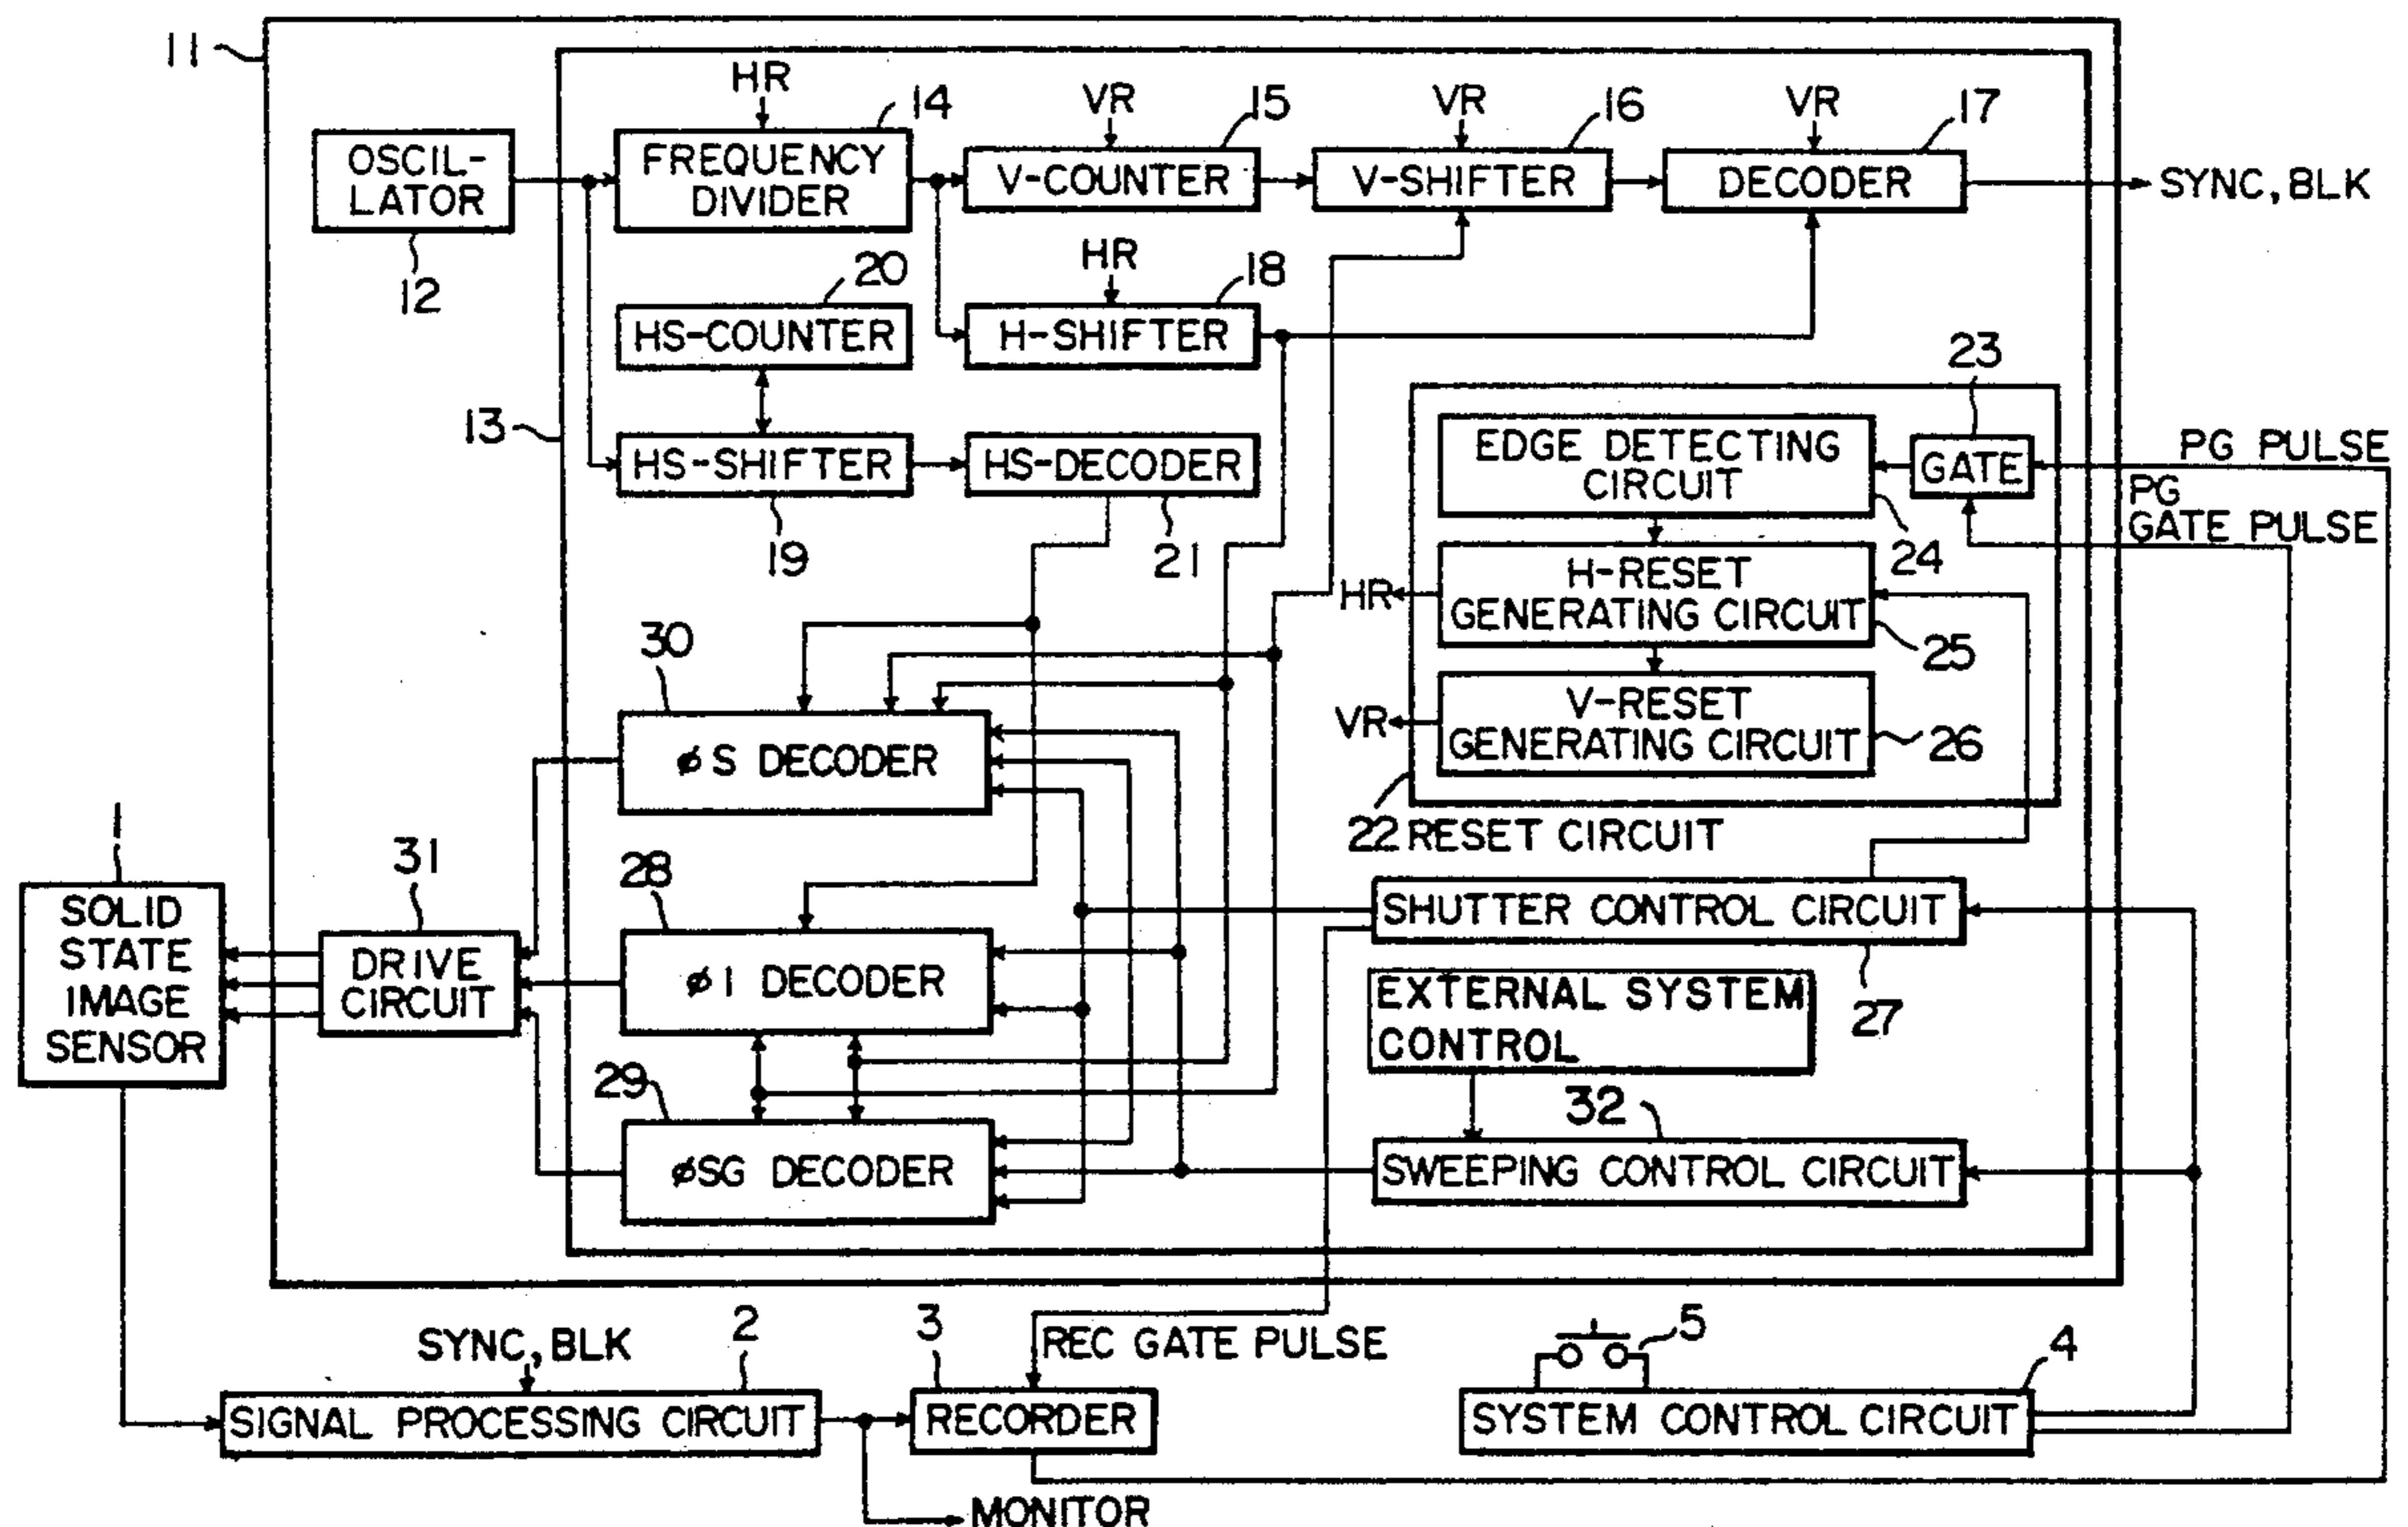 11
HR
14
VR
15
VR
16
VR
17
OSCIL-
LATOR
12
FREQUENCY
DIVIDER
V-COUNTER
V-SHIFTER
DECODER
SYNC, BLK
20
HR
18
HS-COUNTER
H-SHIFTER
13
HS-SHIFTER
19
HS-DECODER
21
23
EDGE DETECTING
CIRCUIT
GATE
24
PG PULSE
PG
GATE PULSE
HR
H-RESET
GENERATING CIRCUIT
25
VR
V-RESET
GENERATING CIRCUIT
26
22 RESET CIRCUIT
30
øS DECODER
28
ø1 DECODER
29
øSG DECODER
1
SOLID
STATE
IMAGE
SENSOR
31
DRIVE
CIRCUIT
SHUTTER CONTROL CIRCUIT
27
EXTERNAL SYSTEM
CONTROL
32
SWEEPING CONTROL CIRCUIT
SYNC, BLK
2
SIGNAL PROCESSING CIRCUIT
3
REC GATE PULSE
RECORDER
MONITOR
5
4
SYSTEM CONTROL CIRCUIT